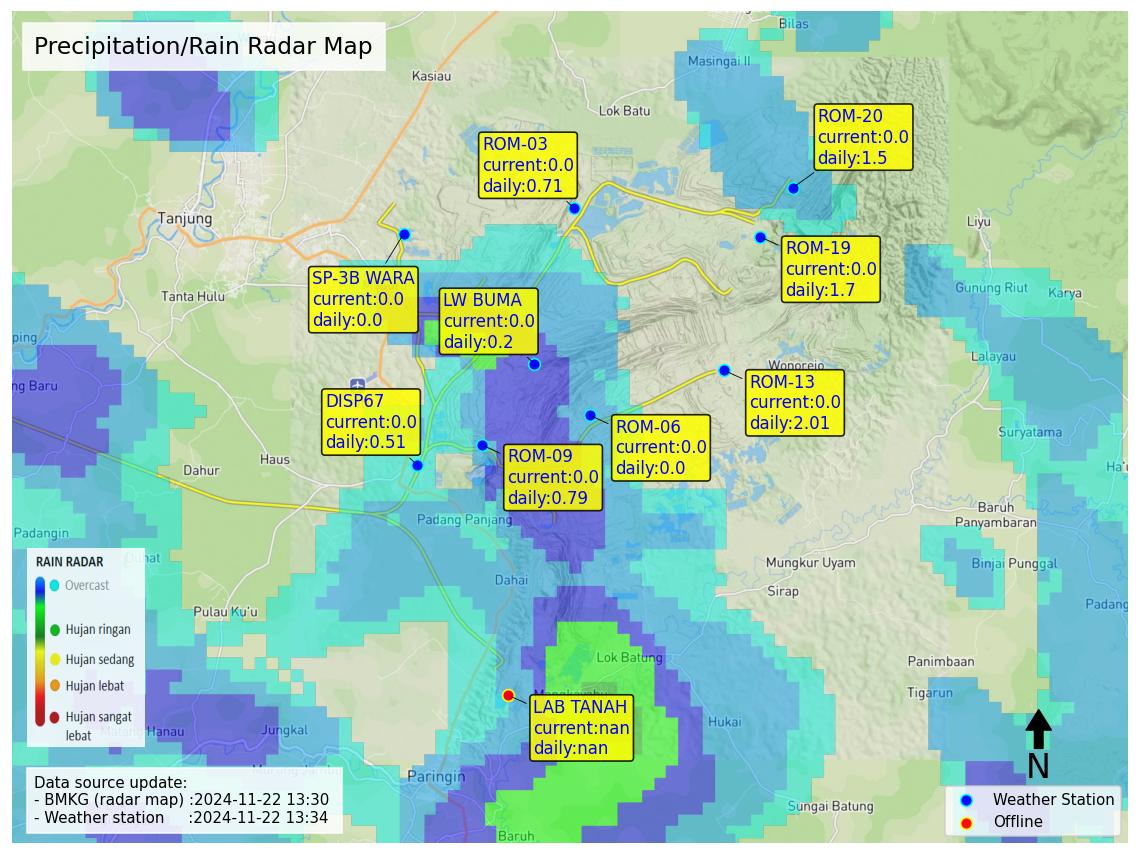 Precipitation/Rain Radar Map
Bilas
Masingai II
Kasiau
Lok Batu
ROM-20
current:0.0
daily:1.5
ROM-03
current:0.0
daily:0.71
Tanjung
Liyu
ROM-19
current:0.0
daily:1.7
SP-3B WARA
current:0.0
daily:0.0
Tanta Hulu
LW BUMA
current:0.0
daily:0.2
Gunung Riut
Karya
ping
Lalayau
Wonorejo
ng Baru
ROM-13
current:0.0
daily:2.01
DISP67
current:0.0
daily:0.51
ROM-06
current:0.0
daily:0.0
Suryatama
ROM-09
current:0.0
daily:0.79
Haus
Dahur
Ha'u
Baruh
Panyambaran
Padang Panjang
Padangin
RAIN RADAR
Overcast
Hujan ringan
Hujan sedang
Hujan lebat
Hujan sangat
lebat
Mungkur Uyam
Binjai Punggal
Dahai
Sirap
Padang
Pulau Ku'u
Lok Batung
Panimbaan
Tigarun
LAB TANAH
current:nan
daily:nan
Hukai
Jungkal
Paringin
N
Data source update:
- BMKG (radar map) :2024-11-22 13:30
- Weather station :2024-11-22 13:34
Sungai Batung
Baruh
Weather Station
Offline